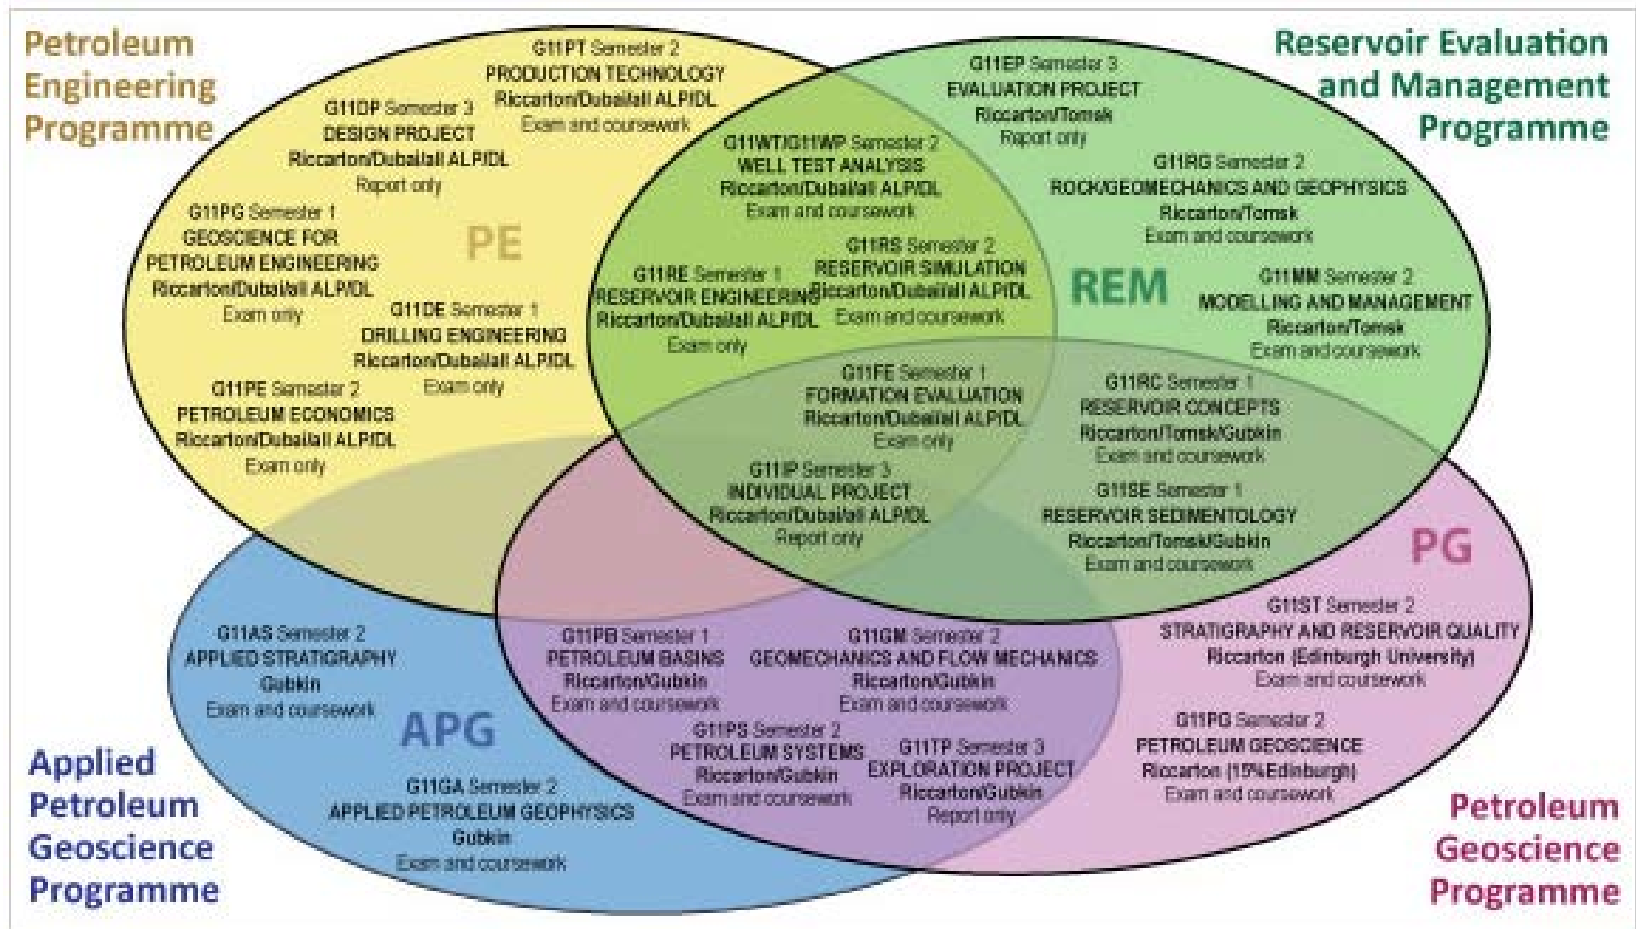 Petroleum
Engineering
Programme
Reservoir Evaluation
and Management
Programme
G11PT Semester 2
PRODUCTION TECHNOLOGY
Riccarton/Dubai/all ALP/DL
Exam and coursework
G11DP Semester 3
DESIGN PROJECT
Riccarton/Dubai/all ALP/DL
Report only
G11PG Semester 1
GEOSCIENCE FOR
PETROLEUM ENGINEERING
Riccarton/Dubai/all ALP/DL
Exam only
PE
G11DE Semester 1
DRILLING ENGINEERING
Riccarton/Dubai/all ALP/DL
Exam only
G11PE Semester 2
PETROLEUM ECONOMICS
Riccarton/Dubai/all ALP/DL
Exam only
G11WT/G11WP Semester 2
WELL TEST ANALYSIS
Riccarton/Dubai/all ALP/DL
Exam and coursework
G11RS Semester 2
RESERVOIR SIMULATION
Riccarton/Dubai/all ALP/DL
Exam and coursework
G11RE Semester 1
RESERVOIR ENGINEERING
Riccarton/Dubai/all ALP/DL
Exam only
G11EP Semester 3
EVALUATION PROJECT
Riccarton/Tomsk
Report only
G11RG Semester 2
ROCK/GEOMECHANICS AND GEOPHYSICS
Riccarton/Tomsk
Exam and coursework
REM
G11MM Semester 2
MODELLING AND MANAGEMENT
Riccarton/Tomsk
Exam and coursework
G11FE Semester 1
FORMATION EVALUATION
Riccarton/Dubai/all ALP/DL
Exam only
G11IP Semester 3
INDIVIDUAL PROJECT
Riccarton/Dubai/all ALP/DL
Report only
G11RC Semester 1
RESERVOIR CONCEPTS
Riccarton/Tomsk/Gubkin
Exam and coursework
G11SE Semester 1
RESERVOIR SEDIMENTOLOGY
Riccarton/Tomsk/Gubkin
Exam and coursework
PG
G11ST Semester 2
STRATIGRAPHY AND RESERVOIR QUALITY
Riccarton (Edinburgh University)
Exam and coursework
G11PG Semester 2
PETROLEUM GEOSCIENCE
Riccarton (15%Edinburgh)
Exam and coursework
G11AS Semester 2
APPLIED STRATIGRAPHY
Gubkin
Exam and coursework
APG
G11GA Semester 2
APPLIED PETROLEUM GEOPHYSICS
Gubkin
Exam and coursework
G11PB Semester 1
PETROLEUM BASINS
Riccarton/Gubkin
Exam and coursework
G11GM Semester 2
GEOMECHANICS AND FLOW MECHANICS
Riccarton/Gubkin
Exam and coursework
G11PS Semester 2
PETROLEUM SYSTEMS
Riccarton/Gubkin
Exam and coursework
G11TP Semester 3
EXPLORATION PROJECT
Riccarton/Gubkin
Report only
Applied
Petroleum
Geoscience
Programme
Petroleum
Geoscience
Programme